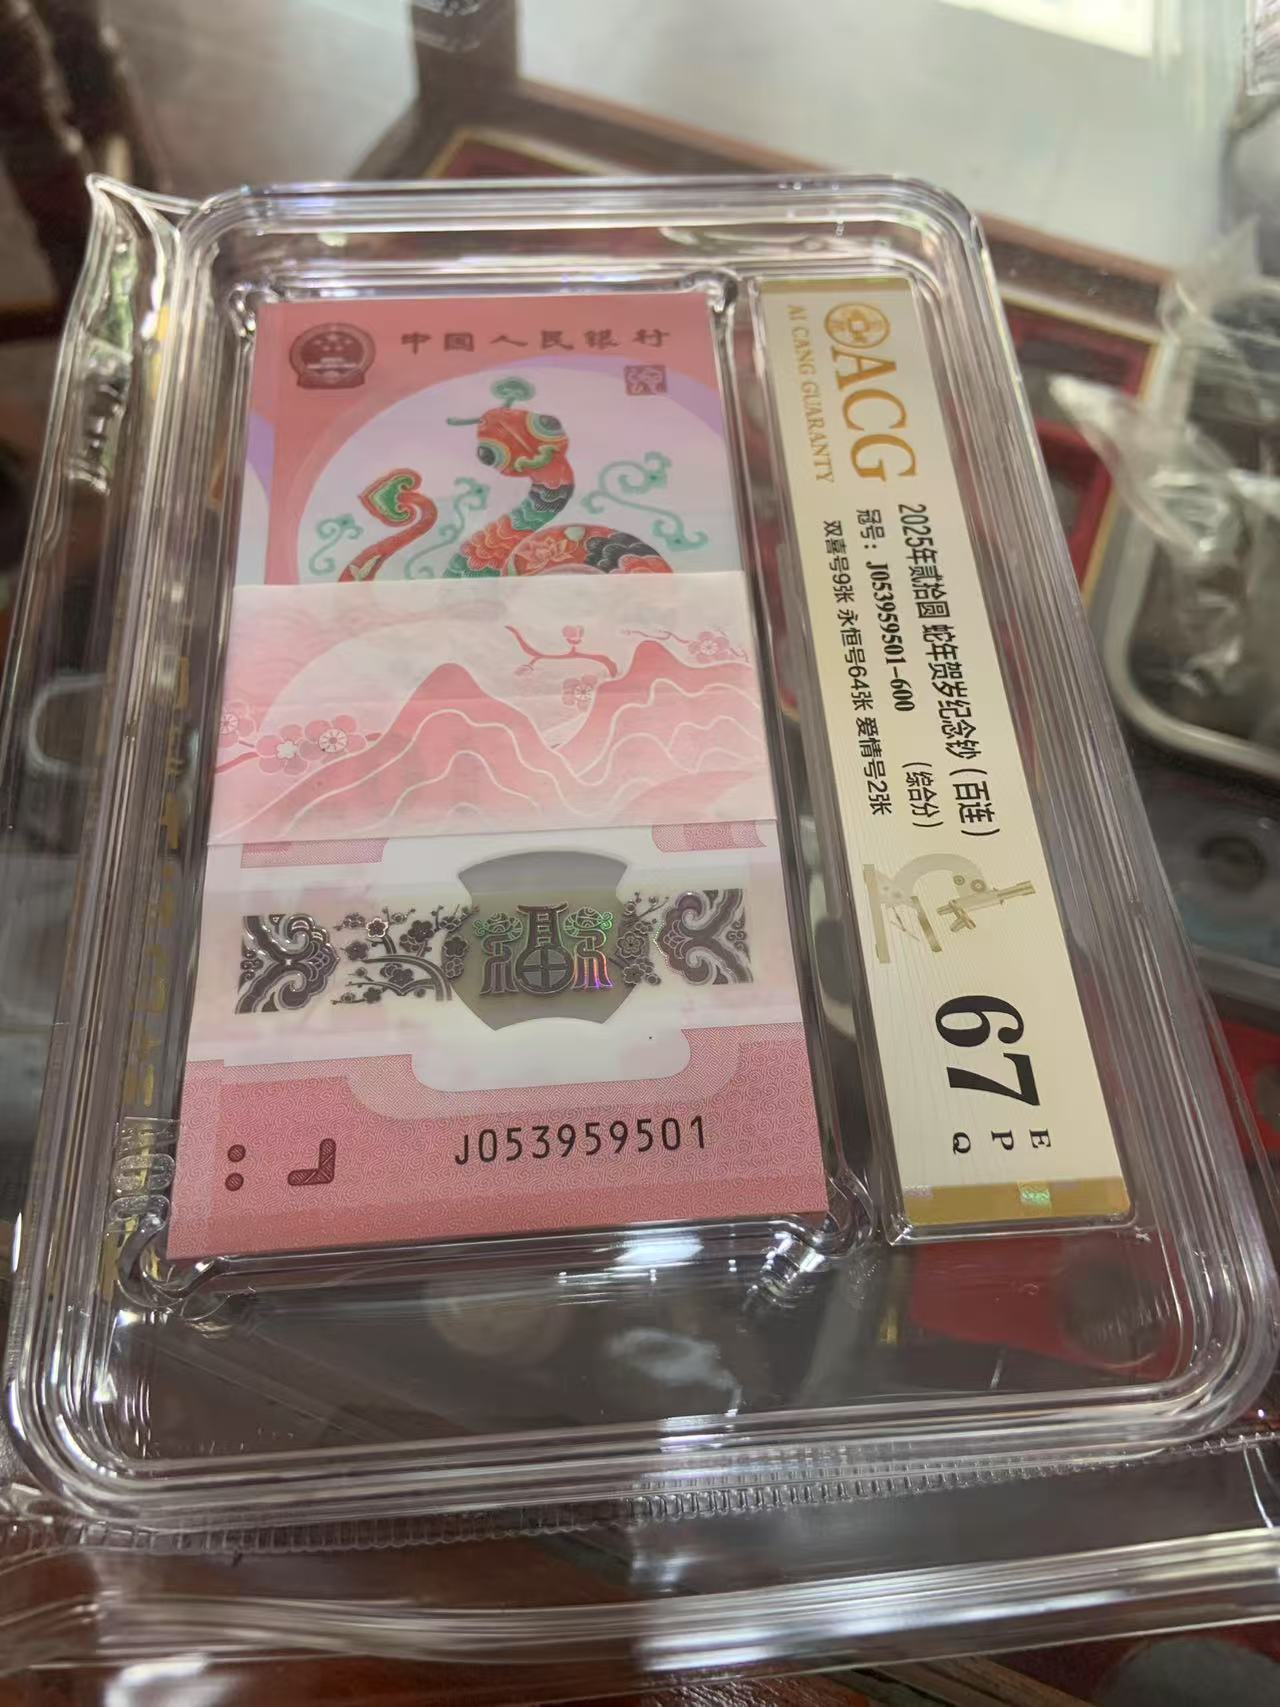 中国人民银行
J053959501
ACG
AI CANG GUARANTY
2025年贰拾圆 蛇年贺岁纪念钞（百连）
冠号：J053959501-600 （综合分）
双喜号9张 永恒号64张 爱情号2张
67
E
P
Q